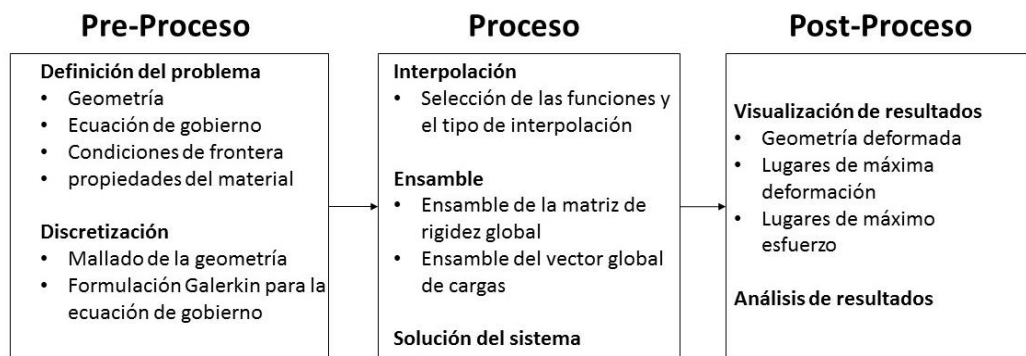 Pre-Proceso
Definición del problema
• Geometría
• Ecuación de gobierno
• Condiciones de frontera
• propiedades del material
Discretización
• Mallado de la geometría
• Formulación Galerkin para la
ecuación de gobierno
Proceso
Interpolación
• Selección de las funciones y
el tipo de interpolación
Ensamble
• Ensamble de la matriz de
rigidez global
• Ensamble del vector global
de cargas
Solución del sistema
Post-Proceso
Visualización de resultados
• Geometría deformada
• Lugares de máxima
deformación
• Lugares de máximo
esfuerzo
Análisis de resultados